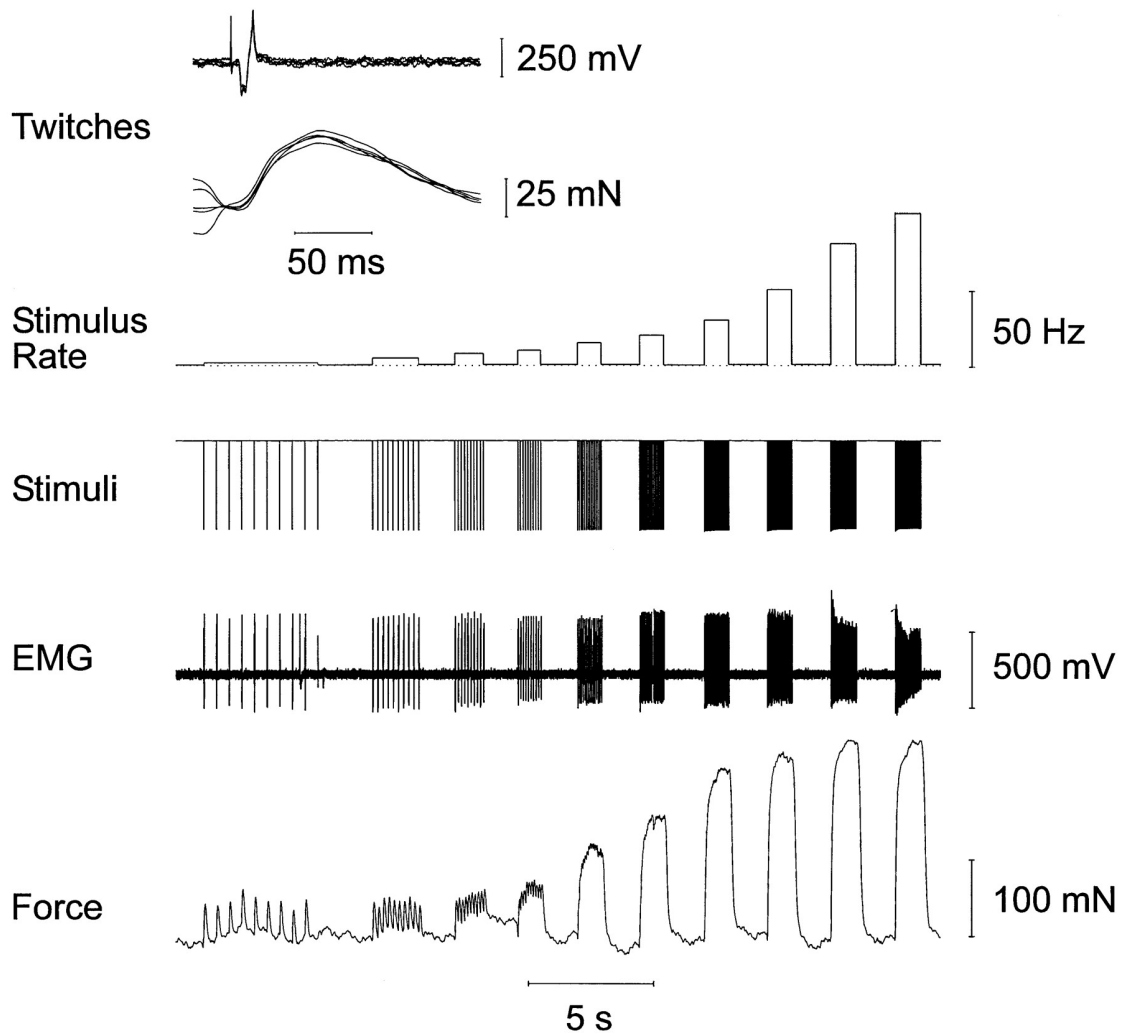 250 mV
Twitches
25 mN
50 ms
Stimulus
Rate
50 Hz
Stimuli
EMG
500 mV
Force
100 mN
5 s